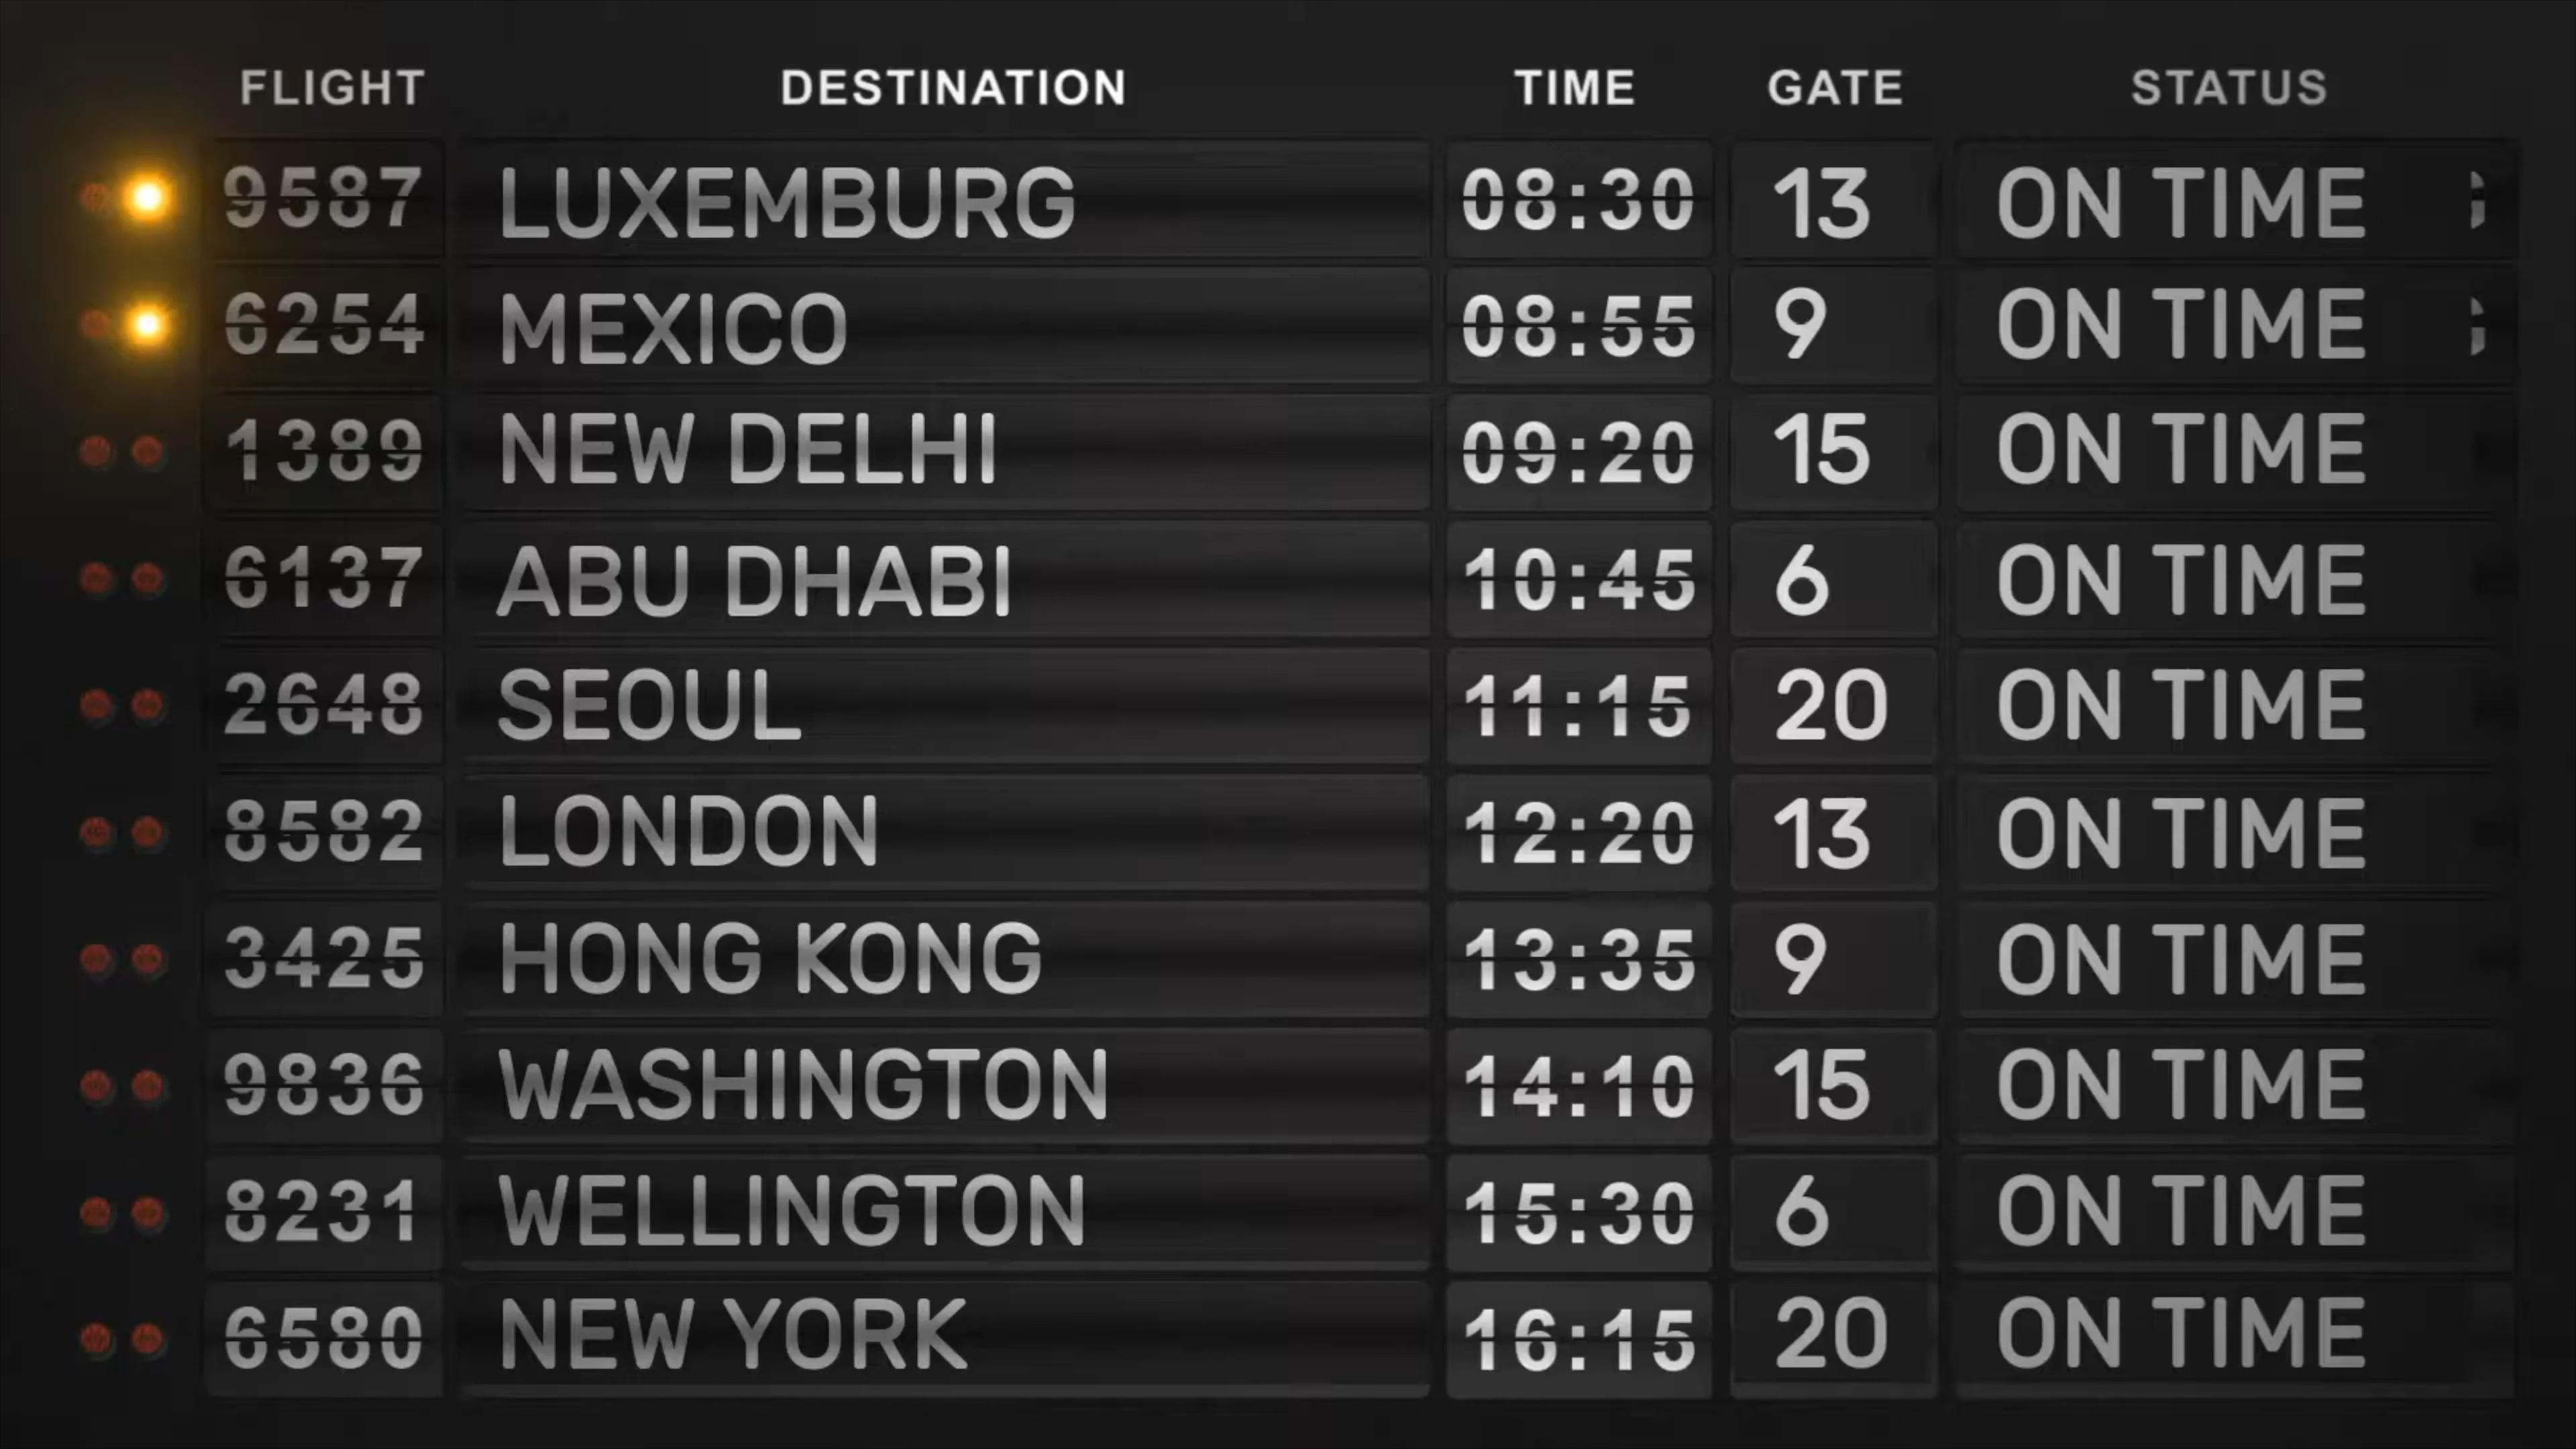 FLIGHT DESTINATION TIME GATE STATUS
9587 LUXEMBURG 08:30 13 ON TIME
6254 MEXICO 08:55 9 ON TIME
1389 NEW DELHI 09:20 15 ON TIME
6137 ABU DHABI 10:45 6 ON TIME
2648 SEOUL 11:15 20 ON TIME
8582 LONDON 12:20 13 ON TIME
3425 HONG KONG 13:35 9 ON TIME
9836 WASHINGTON 14:10 15 ON TIME
8231 WELLINGTON 15:30 6 ON TIME
6580 NEW YORK 16:15 20 ON TIME